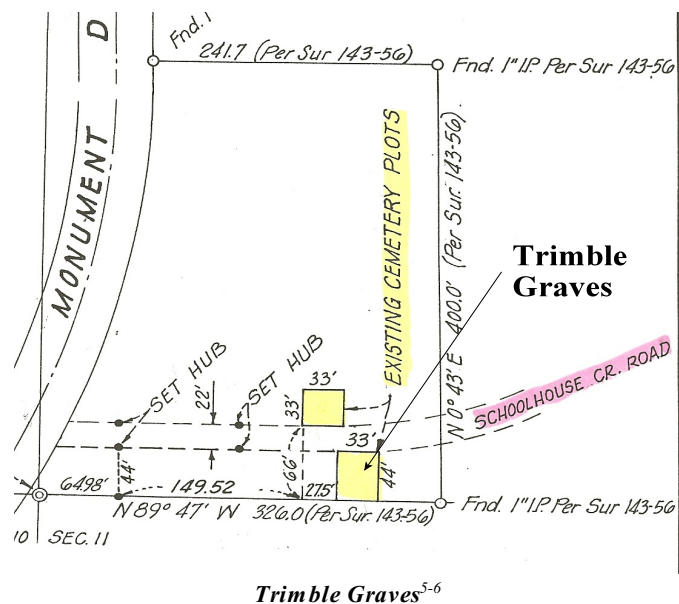 D
Fnd. 1"
241.7 (Per Sur 143-56)
Fnd. 1" I.P. Per Sur 143-56
MONUMENT
EXISTING CEMETERY PLOTS
N 0° 43' E 400.0' (Per Sur. 143-56)
Trimble
Graves
SCHOOLHOUSE CR. ROAD
SET HUB
SET HUB
22'
33'
33'
33'
66'
44'
44'
64.98'
149.52
27.5'
N 89° 47' W 326.0 (Per Sur. 143-56)
Fnd. 1" I.P. Per Sur 143-56
10 SEC. 11
Trimble Graves5-6